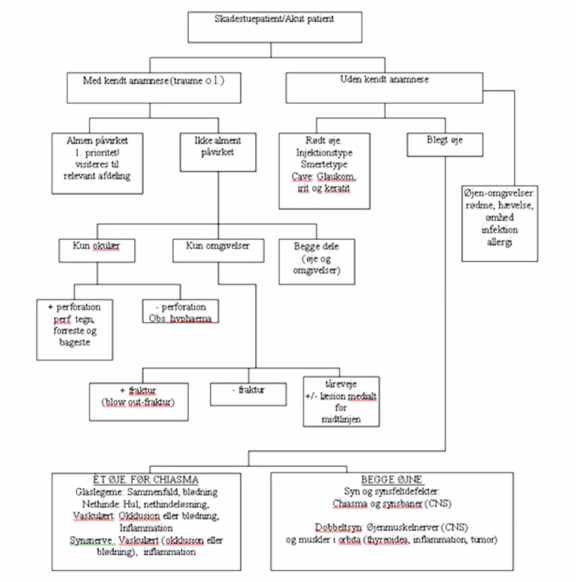 Skadestuepatient/Akut patient
Med kendt anamnese (traume o.l.)
Uden kendt anamnese
Almen påvirket
1. prioritet!
visiteres til
relevant afdeling
Ikke alment
påvirket
Rødt øje.
Injektionstype
Smertetype
Cave: Glaukom,
irit og keratit
Blegt øje
Øjen-omgivelser:
rødme, hævelse,
ømhed
infektion
allergi
Kun okulær
Kun omgivelser
Begge dele
(øje og
omgivelser)
+ perforation
perf. tegn,
forreste og
bageste
- perforation
Obs. hyphaema
+ fraktur
(blow out-fraktur)
- fraktur
tåreveje
+/- læsion medialt
for
midtlinjen
ÈT ØJE. FØR CHIASMA
Glaslegeme: Sammenfald, blødning
Nethinde: Hul, nethindeløsning,
Vaskulært: Okklusion eller blødning,
Inflammation
Synsnerve : Vaskulært (okklusion eller
blødning), inflammation
BEGGE ØJNE.
Syn og synsfeltdefekter:
Chiasma og synsbaner (CNS)
Dobbeltsyn: Øjenmuskelnerver (CNS)
og muskler i orbita (thyreoidea, inflammation, tumor)